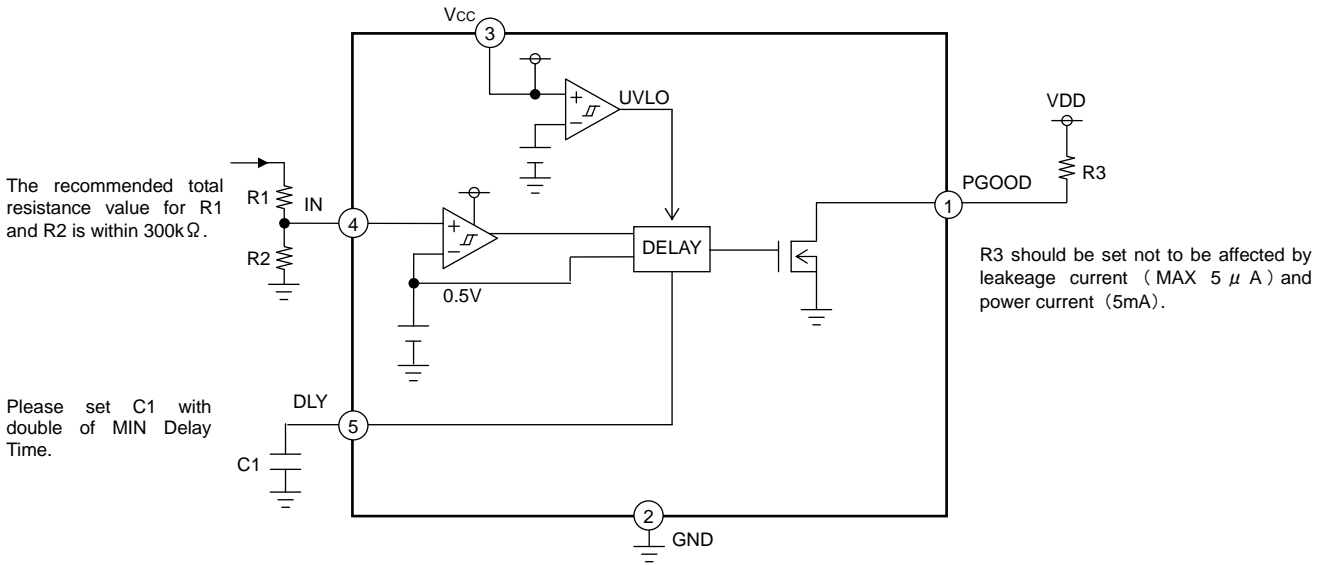 Vcc
3
UVLO
VDD
R3
PGOOD
1
The recommended total
resistance value for R1
and R2 is within 300kΩ.
R1
IN
4
R2
+
−
+
−
0.5V
DELAY
R3 should be set not to be affected by
leakeage current (MAX 5 μ A) and
power current (5mA).
Please set C1 with
double of MIN Delay
Time.
DLY
5
C1
2
GND